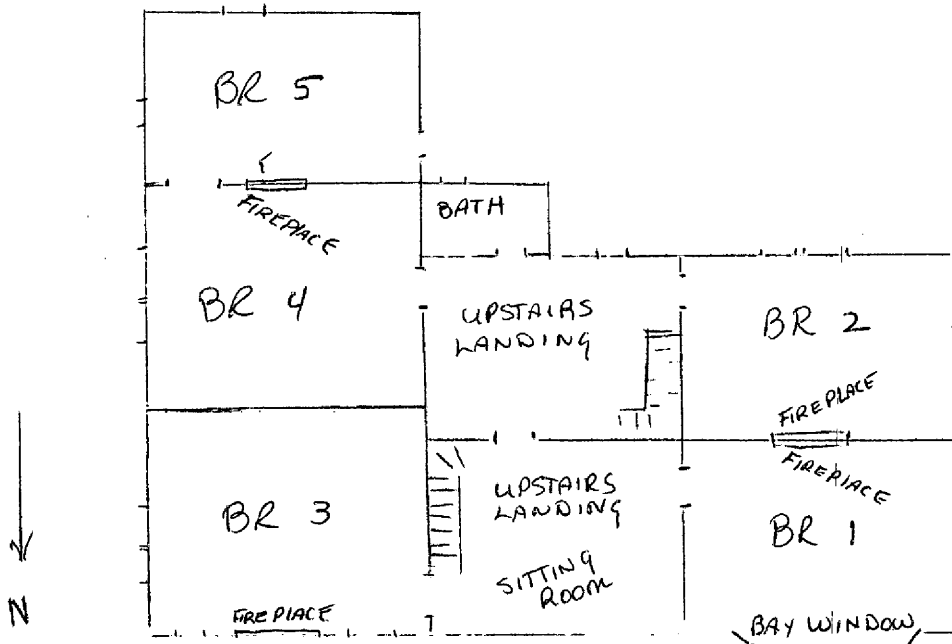 BR 5
FIREPLACE
BATH
BR 4
UPSTAIRS
LANDING
BR 2
FIREPLACE
FIREPLACE
BR 3
UPSTAIRS
LANDING
SITTING
ROOM
BR 1
N
FIREPLACE
BAY WINDOW